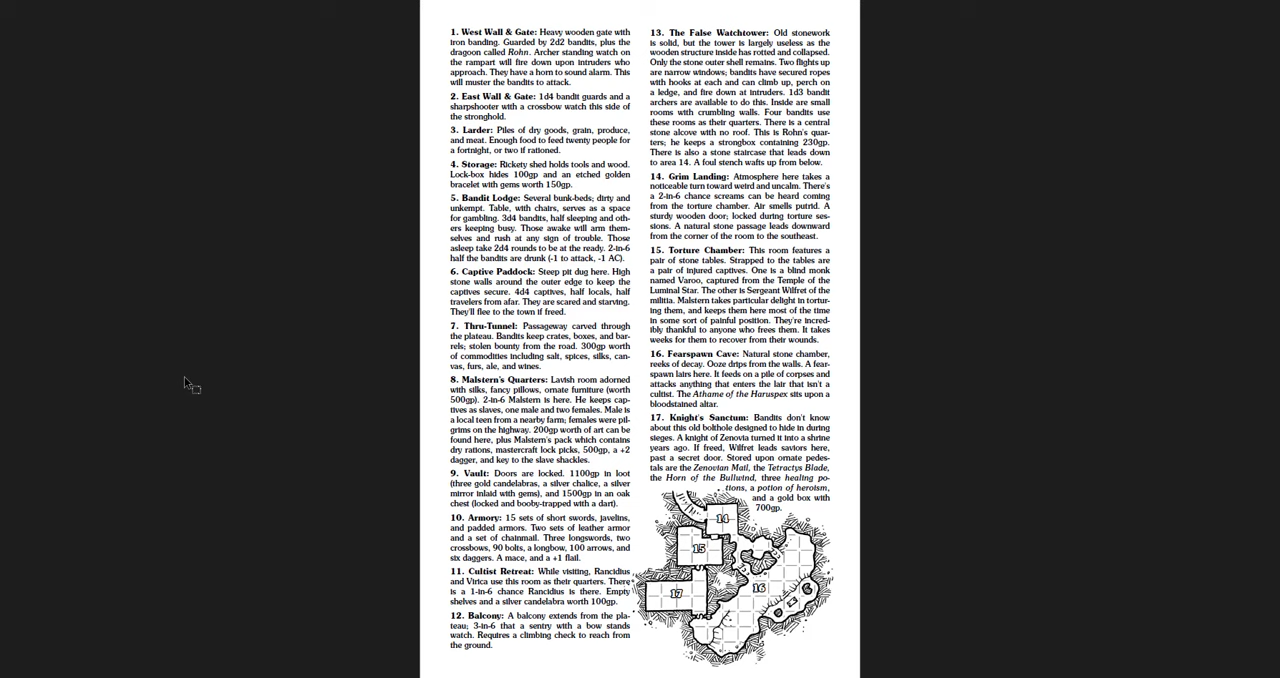 1. West Wall & Gate: Heavy wooden gate with
iron banding. Guarded by 2d2 bandits, plus the
dragoon called Rohn. Archer standing watch on
the rampart will fire down upon intruders who
approach. They have a horn to sound alarm. This
will muster the bandits to attack.
2. East Wall & Gate: 1d4 bandit guards and a
sharpshooter with a crossbow watch this side of
the stronghold.
3. Larder: Piles of dry goods, grain, produce,
and meat. Enough food to feed twenty people for
a fortnight, or two if rationed.
4. Storage: Rickety shed holds tools and wood.
Lock-box hides 100gp and an etched golden
bracelet with gems worth 150gp.
5. Bandit Lodge: Several bunk-beds; dirty and
unkempt. Table, with chairs, serves as a space
for gambling. 3d4 bandits, half sleeping and oth-
ers keeping busy. Those awake will arm them-
selves and rush at any sign of trouble. Those
asleep take 2d4 rounds to be at the ready. 2-in-6
half the bandits are drunk (-1 to attack, -1 AC).
6. Captive Paddock: Steep pit dug here. High
stone walls around the outer edge to keep the
captives secure. 4d4 captives, half locals, half
travelers from afar. They are scared and starving.
They'll flee to the town if freed.
7. Thru-Tunnel: Passageway carved through
the plateau. Bandits keep crates, boxes, and bar-
rels; stolen bounty from the road. 300gp worth
of commodities including salt, spices, silks, can-
vas, furs, ale, and wines.
8. Malstern's Quarters: Lavish room adorned
with silks, fancy pillows, ornate furniture (worth
500gp). 2-in-6 Malstern is here. He keeps cap-
tives as slaves, one male and two females. Male is
a local teen from a nearby farm; females were pil-
grims on the highway. 200gp worth of art can be
found here, plus Malstern's pack which contains
dry rations, mastercraft lock picks, 500gp, a +2
dagger, and key to the slave shackles.
9. Vault: Doors are locked. 1100gp in loot
(three gold candelabras, a silver chalice, a silver
mirror inlaid with gems), and 1500gp in an oak
chest (locked and booby-trapped with a dart).
10. Armory: 15 sets of short swords, javelins,
and padded armors. Two sets of leather armor
and a set of chainmail. Three longswords, two
crossbows, 90 bolts, a longbow, 100 arrows, and
six daggers. A mace, and a +1 flail.
11. Cultist Retreat: While visiting, Rancidius
and Virica use this room as their quarters. There
is a 1-in-6 chance Rancidius is there. Empty
shelves and a silver candelabra worth 100gp.
12. Balcony: A balcony extends from the pla-
teau; 3-in-6 that a sentry with a bow stands
watch. Requires a climbing check to reach from
the ground.
13. The False Watchtower: Old stonework
is solid, but the tower is largely useless as the
wooden structure inside has rotted and collapsed.
Only the stone outer shell remains. Two flights up
are narrow windows; bandits have secured ropes
with hooks at each and can climb up, perch on
a ledge, and fire down at intruders. 1d3 bandit
archers are available to do this. Inside are small
rooms with crumbling walls. Four bandits use
these rooms as their quarters. There is a central
stone alcove with no roof. This is Rohn's quar-
ters; he keeps a strongbox containing 230gp.
There is also a stone staircase that leads down
to area 14. A foul stench wafts up from below.
14. Grim Landing: Atmosphere here takes a
noticeable turn toward weird and uncalm. There's
a 2-in-6 chance screams can be heard coming
from the torture chamber. Air smells putrid. A
sturdy wooden door; locked during torture ses-
sions. A natural stone passage leads downward
from the corner of the room to the southeast.
15. Torture Chamber: This room features a
pair of stone tables. Strapped to the tables are
a pair of injured captives. One is a blind monk
named Varoo, captured from the Temple of the
Luminal Star. The other is Sergeant Wilfret of the
militia. Malstern takes particular delight in tortur-
ing them, and keeps them here most of the time
in some sort of painful position. They're incred-
ibly thankful to anyone who frees them. It takes
weeks for them to recover from their wounds.
16. Fearspawn Cave: Natural stone chamber,
reeks of decay. Ooze drips from the walls. A fear-
spawn lairs here. It feeds on a pile of corpses and
attacks anything that enters the lair that isn't a
cultist. The Athame of the Haruspex sits upon a
bloodstained altar.
17. Knight's Sanctum: Bandits don't know
about this old bolthole designed to hide in during
sieges. A knight of Zenovia turned it into a shrine
years ago. If freed, Wilfret leads saviors here,
past a secret door. Stored upon ornate pedes-
tals are the Zenovian Mail, the Tetractys Blade,
the Horn of the Bullwind, three healing po-
tions, a potion of heroism,
and a gold box with
700gp.
14
15
16
17